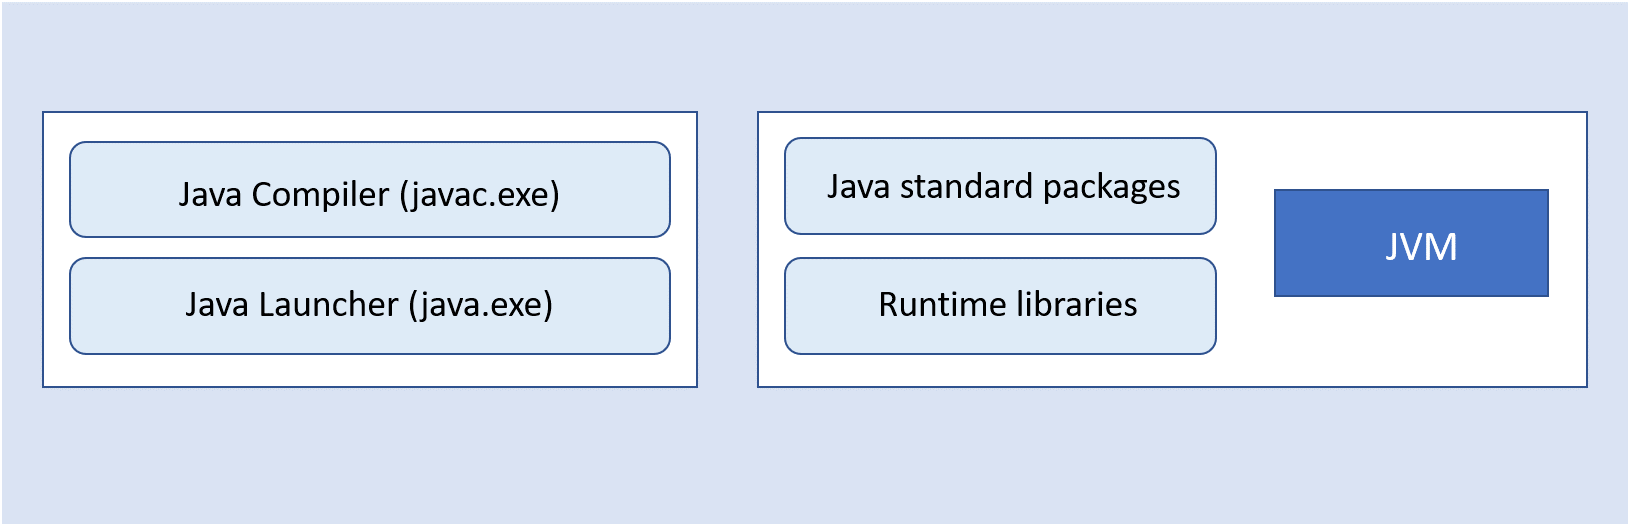 Java Compiler (javac.exe)
Java Launcher (java.exe)
Java standard packages
Runtime libraries
JVM